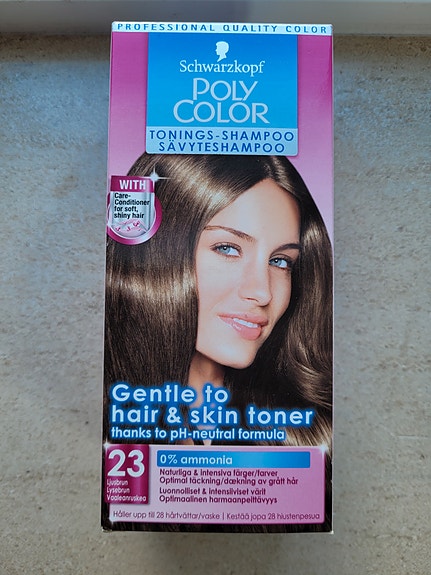 PROFESSIONAL QUALITY COLOR
Schwarzkopf
POLY
COLOR
TONINGS-SHAMPOO
SÄVYTESHAMPOO
WITH
Care-
Conditioner
for soft,
shiny hair
Gentle to
hair & skin toner
thanks to pH-neutral formula
23
Ljusbrun
Lysebrun
Vaaleanruskea
0% ammonia
Naturliga & intensiva färger/farver
Optimal täckning/dækning av grått hår
Luonnolliset & intensiiviset värit
Optimaalinen harmaanpeittävyys
Håller upp till 28 hårtvättar/vaske | Kestää jopa 28 hiustenpesua